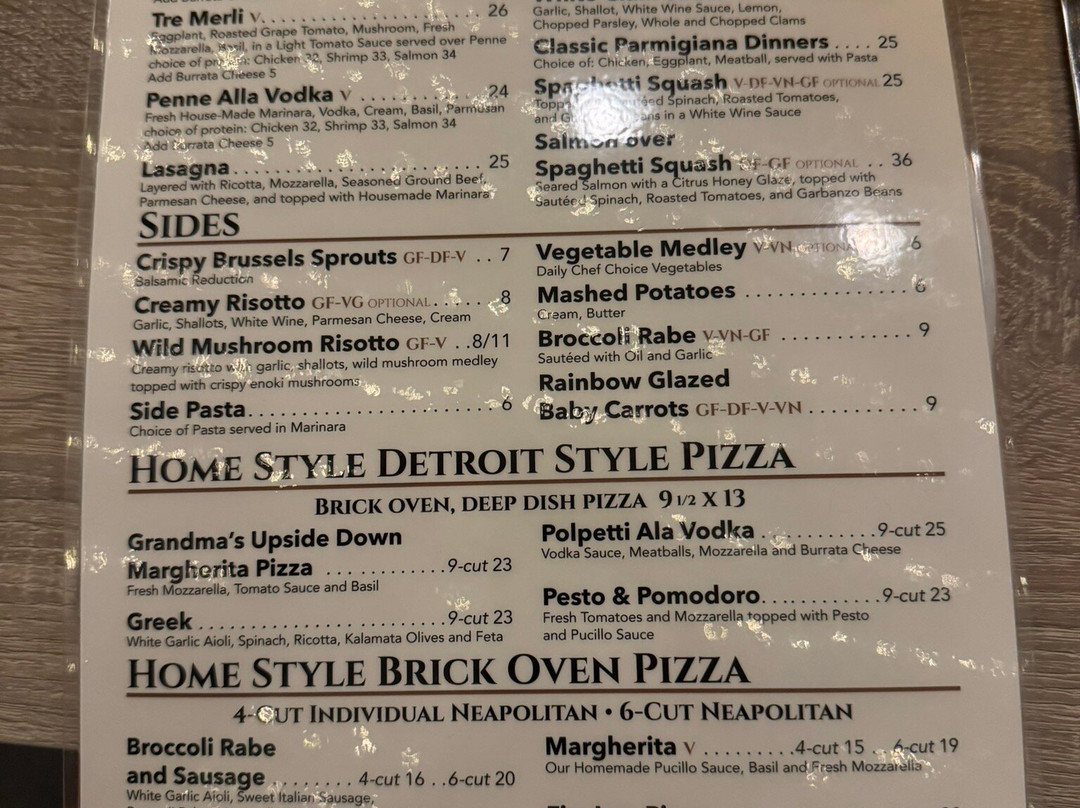 Tre Merli V. . . . . . . . . . . . . . . . . . . . . . . 26
Eggplant, Roasted Grape Tomato, Mushroom, Fresh
Mozzarella, Basil, in a Light Tomato Sauce served over Penne
choice of protein: Chicken 32, Shrimp 33, Salmon 34
Add Burrata Cheese 5
Penne Alla Vodka V . . . . . . . . . . . . . 24
Fresh House-Made Marinara, Vodka, Cream, Basil, Parmesan
choice of protein: Chicken 32, Shrimp 33, Salmon 34
Add Burrata Cheese 5
Lasagna. . . . . . . . . . . . . . . . . . . . . . . . 25
Layered with Ricotta, Mozzarella, Seasoned Ground Beef,
Parmesan Cheese, and topped with Housemade Marinara
Garlic, Shallot, White Wine Sauce, Lemon,
Chopped Parsley, Whole and Chopped Clams
Classic Parmigiana Dinners . . . . 25
Choice of: Chicken, Eggplant, Meatball, served with Pasta
Spaghetti Squash V-DF-VN-GF OPTIONAL 25
Sautéed Spinach, Roasted Tomatoes,
and in a White Wine Sauce
Salmon over
Spaghetti Squash DF-GF OPTIONAL . . 36
Seared Salmon with a Citrus Honey Glaze, topped with
Sautéed Spinach, Roasted Tomatoes, and Garbanzo Beans
SIDES
Crispy Brussels Sprouts GF-DF-V . . 7
Balsamic Reduction
Creamy Risotto GF-VG OPTIONAL . . . . . . 8
Garlic, Shallots, White Wine, Parmesan Cheese, Cream
Wild Mushroom Risotto GF-V . . 8/11
Creamy risotto with garlic, shallots, wild mushroom medley
topped with crispy enoki mushrooms
Side Pasta. . . . . . . . . . . . . . . . . . . . . . . 6
Choice of Pasta served in Marinara
Vegetable Medley V-VN OPTIONAL 6
Daily Chef Choice Vegetables
Mashed Potatoes . . . . . . . . . . . . . . . 6
Cream, Butter
Broccoli Rabe V-VN-GF . . . . . . . . . . . . 9
Sautéed with Oil and Garlic
Rainbow Glazed
Baby Carrots GF-DF-V-VN . . . . . . . . . . . 9
HOME STYLE DETROIT STYLE PIZZA
BRICK OVEN, DEEP DISH PIZZA 9 1/2 X 13
Grandma's Upside Down
Margherita Pizza . . . . . . . . . . . 9-cut 23
Fresh Mozzarella, Tomato Sauce and Basil
Greek . . . . . . . . . . . . . . . . . . . . . . 9-cut 23
White Garlic Aioli, Spinach, Ricotta, Kalamata Olives and Feta
Polpetti Ala Vodka . . . . . . . . . . 9-cut 25
Vodka Sauce, Meatballs, Mozzarella and Burrata Cheese
Pesto & Pomodoro. . . . . . . . . . 9-cut 23
Fresh Tomatoes and Mozzarella topped with Pesto
and Pucillo Sauce
HOME STYLE BRICK OVEN PIZZA
4-CUT INDIVIDUAL NEAPOLITAN • 6-CUT NEAPOLITAN
Broccoli Rabe
and Sausage . . . . . . . . 4-cut 16 . . 6-cut 20
White Garlic Aioli, Sweet Italian Sausage,
Margherita V . . . . . . . . . 4-cut 15 . . 6-cut 19
Our Homemade Pucillo Sauce, Basil and Fresh Mozzarella